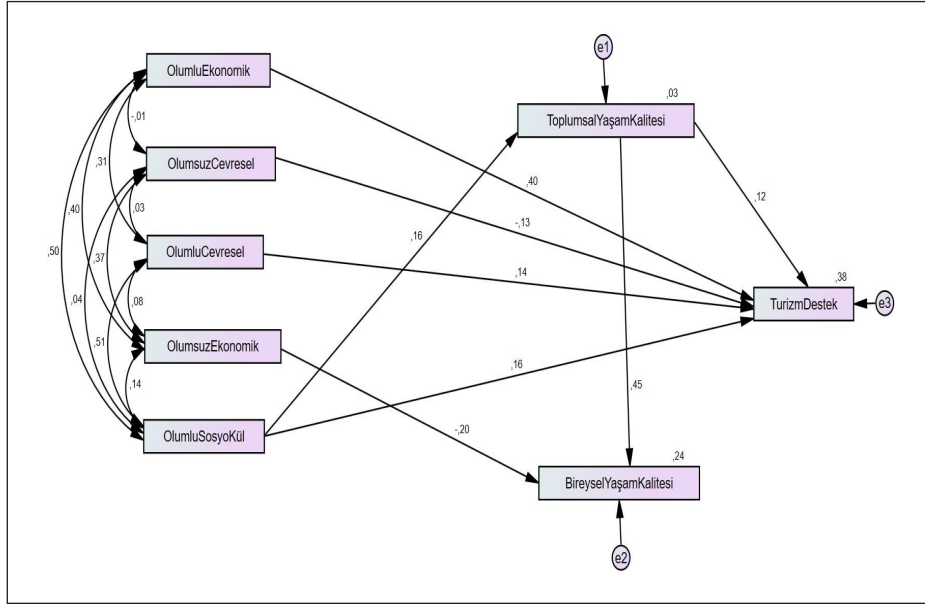 e1
OlumluEkonomik
,03
ToplumsalYaşamKalitesi
-,01
OlumsuzCevresel
,31
,40
,40
,12
,03
-,13
,16
OlumluCevresel
,50
,37
,14
,38
TurizmDestek
e3
,04
,08
OlumsuzEkonomik
,51
,16
,14
,45
OlumluSosyoKül
-,20
,24
BireyselYaşamKalitesi
e2